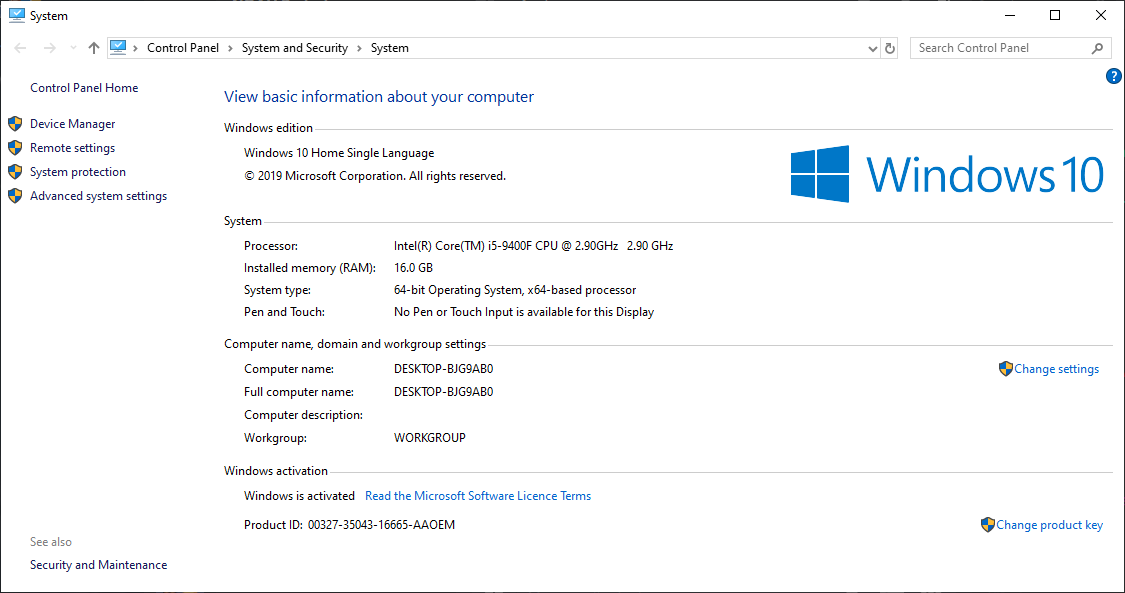 System
Control Panel > System and Security > System
Search Control Panel
?
Control Panel Home
Device Manager
Remote settings
System protection
Advanced system settings
View basic information about your computer
Windows edition
Windows 10 Home Single Language
© 2019 Microsoft Corporation. All rights reserved.
Windows 10
System
Processor: Intel(R) Core(TM) i5-9400F CPU @ 2.90GHz 2.90 GHz
Installed memory (RAM): 16.0 GB
System type: 64-bit Operating System, x64-based processor
Pen and Touch: No Pen or Touch Input is available for this Display
Computer name, domain and workgroup settings
Computer name: DESKTOP-BJG9AB0
Change settings
Full computer name: DESKTOP-BJG9AB0
Computer description:
Workgroup: WORKGROUP
Windows activation
Windows is activated Read the Microsoft Software Licence Terms
Product ID: 00327-35043-16665-AAOEM
Change product key
See also
Security and Maintenance